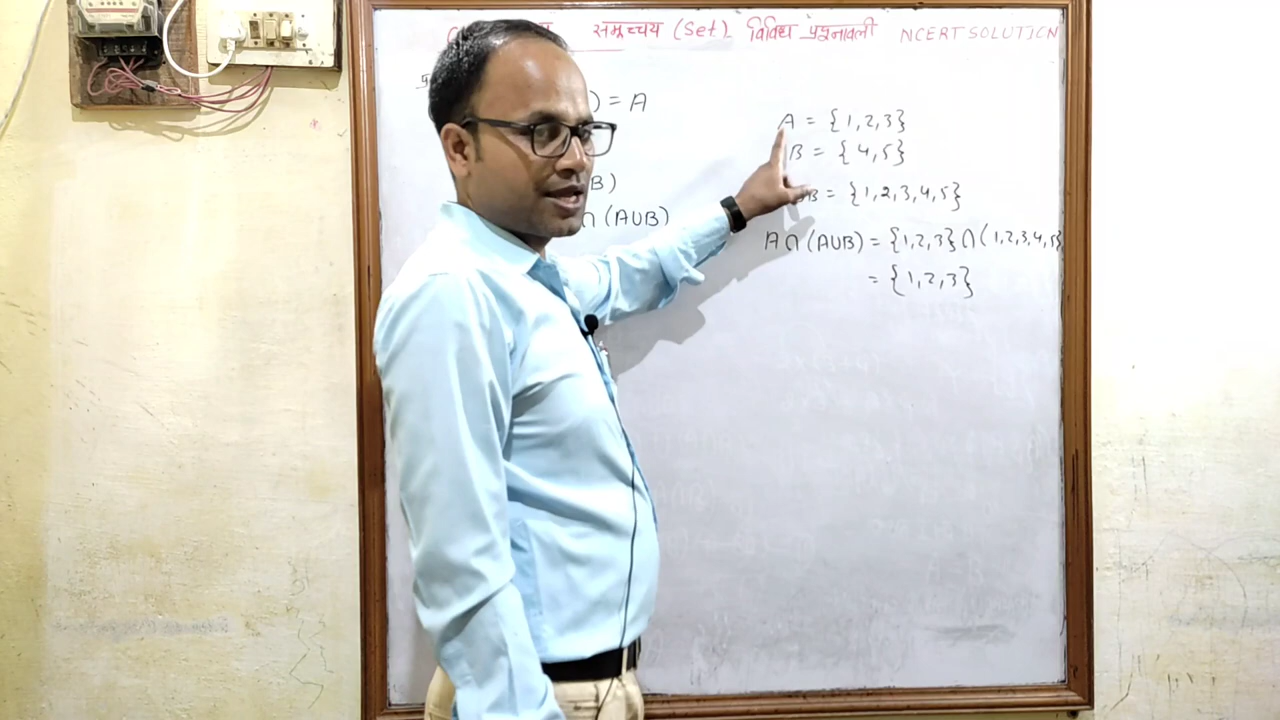 समुच्चय (Set) विविध प्रश्नावली NCERT SOLUTION
) = A
B)
∩ (A∪B)
A = {1,2,3}
B = {4,5}
B = {1,2,3,4,5}
A∩(A∪B) = {1,2,3}∩(1,2,3,4,5}
= {1,2,3}